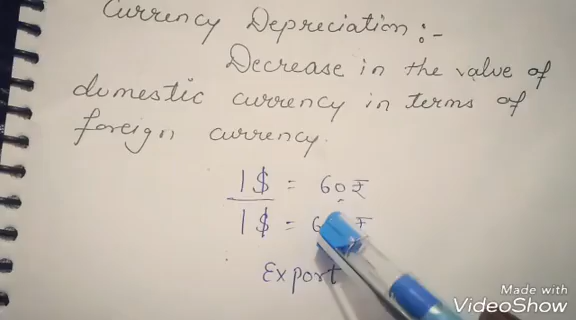 Currency Depreciation :-
Decrease in the value of
domestic currency in terms of
foreign currency.
1$ = 60₹
1$ = 6 ₹
Export
Made with
VideoShow